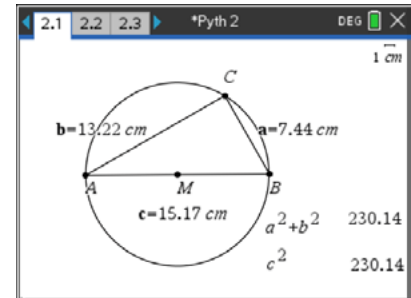 2.1 2.2 2.3 *Pyth 2 DEG
1 cm
C
b=13.22 cm a=7.44 cm
A M B
c=15.17 cm
a²+b² 230.14
c² 230.14